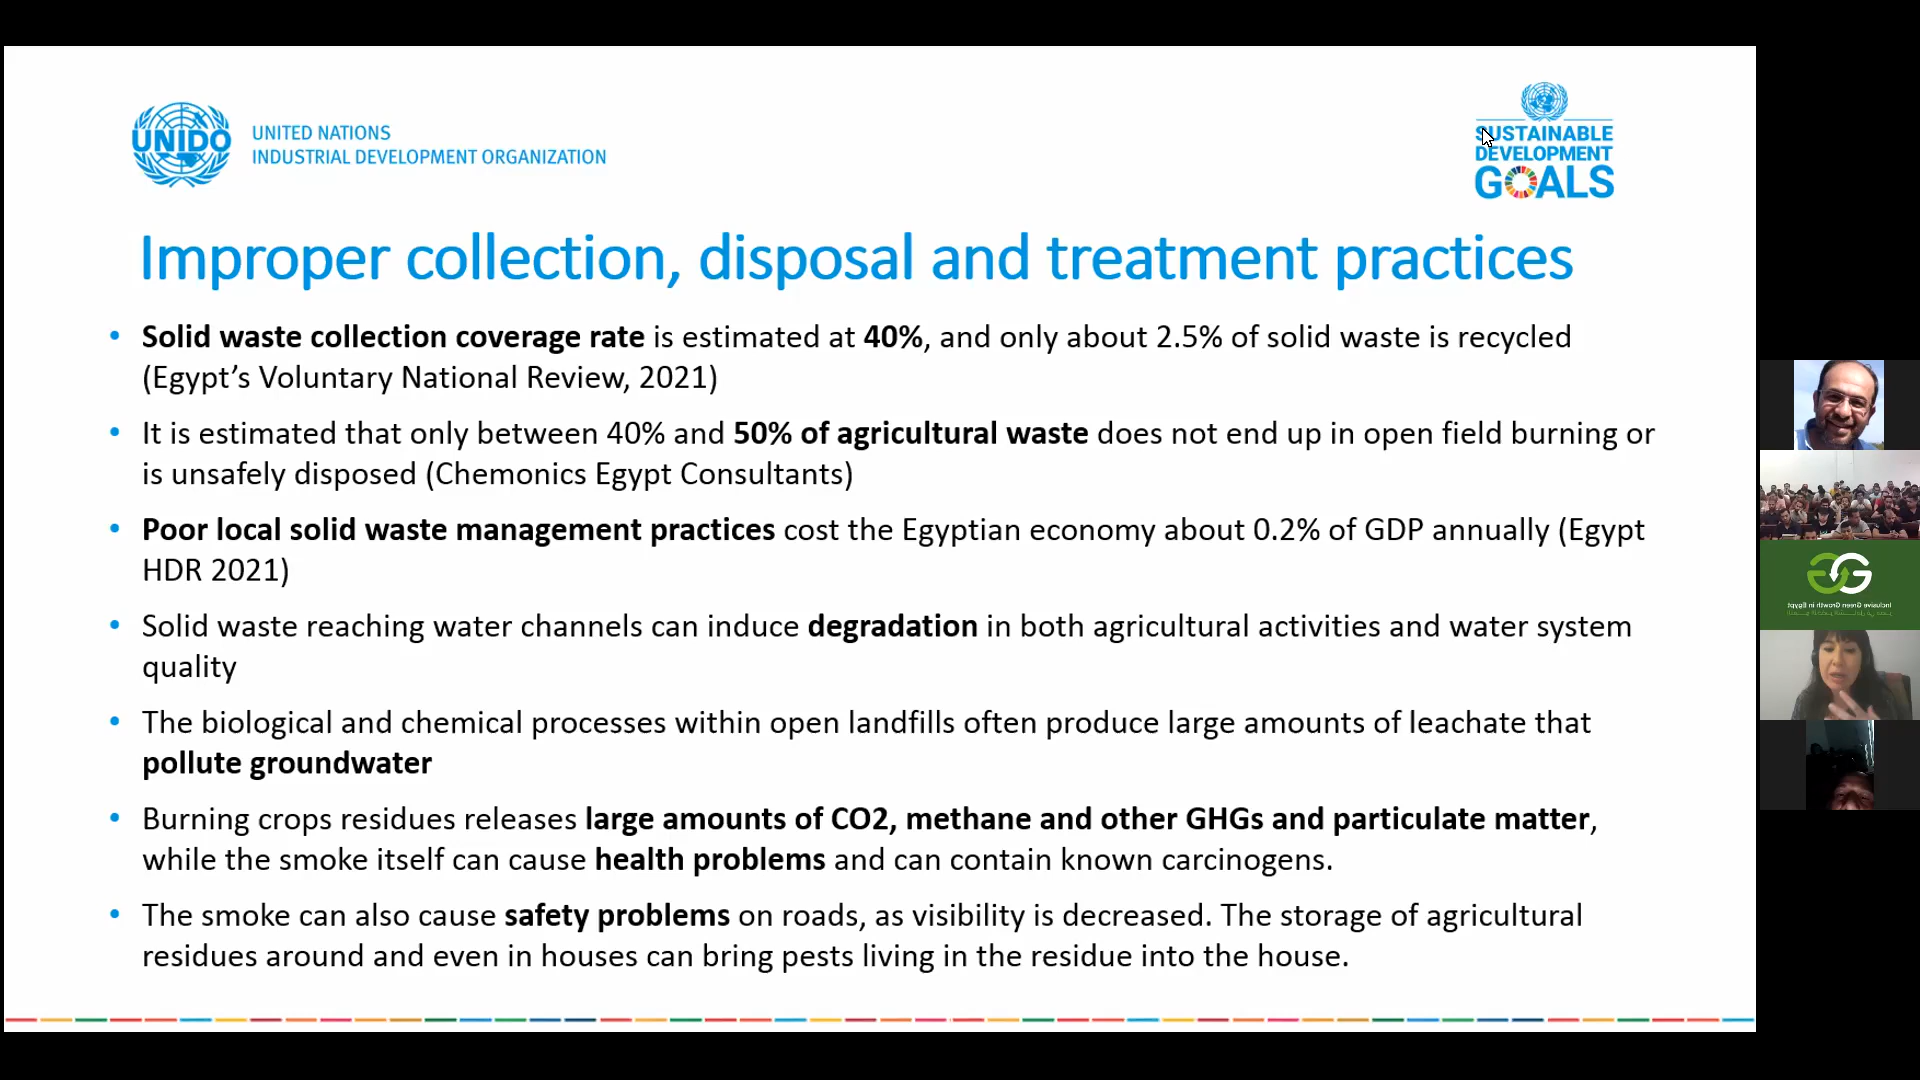 UNIDO
UNITED NATIONS
INDUSTRIAL DEVELOPMENT ORGANIZATION
SUSTAINABLE
DEVELOPMENT
GOALS
Improper collection, disposal and treatment practices
• Solid waste collection coverage rate is estimated at 40%, and only about 2.5% of solid waste is recycled
(Egypt’s Voluntary National Review, 2021)
• It is estimated that only between 40% and 50% of agricultural waste does not end up in open field burning or
is unsafely disposed (Chemonics Egypt Consultants)
• Poor local solid waste management practices cost the Egyptian economy about 0.2% of GDP annually (Egypt
HDR 2021)
• Solid waste reaching water channels can induce degradation in both agricultural activities and water system
quality
• The biological and chemical processes within open landfills often produce large amounts of leachate that
pollute groundwater
• Burning crops residues releases large amounts of CO2, methane and other GHGs and particulate matter,
while the smoke itself can cause health problems and can contain known carcinogens.
• The smoke can also cause safety problems on roads, as visibility is decreased. The storage of agricultural
residues around and even in houses can bring pests living in the residue into the house.
Inclusive Green Growth in Egypt